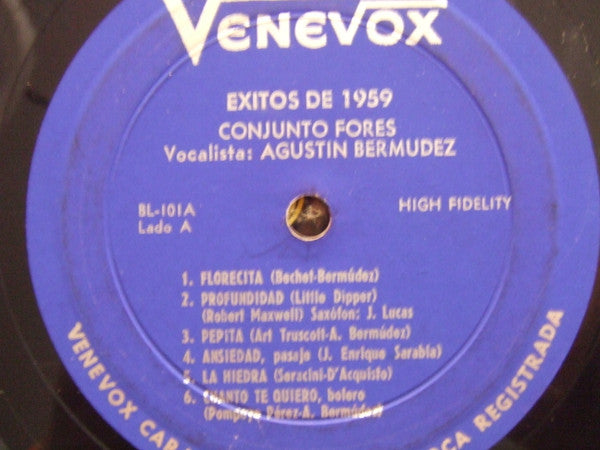 VENEVOX
EXITOS DE 1959
CONJUNTO FORES
Vocalista: AGUSTIN BERMUDEZ
BL-101A
Lado A
HIGH FIDELITY
1. FLORECITA (Bechet-Bermúdez)
2. PROFUNDIDAD (Little Dipper)
(Robert Maxwell) Saxófon: J. Lucas
3. PEPITA (Art Truscott-A. Bermúdez)
4. ANSIEDAD, pasaje (J. Enrique Sarabia)
5. LA HIEDRA (Saracini-D'Acquisto)
6. CUANTO TE QUIERO, bolero
(Pompeyo Pérez-A. Bermúdez)
VENEVOX
REGISTRADA